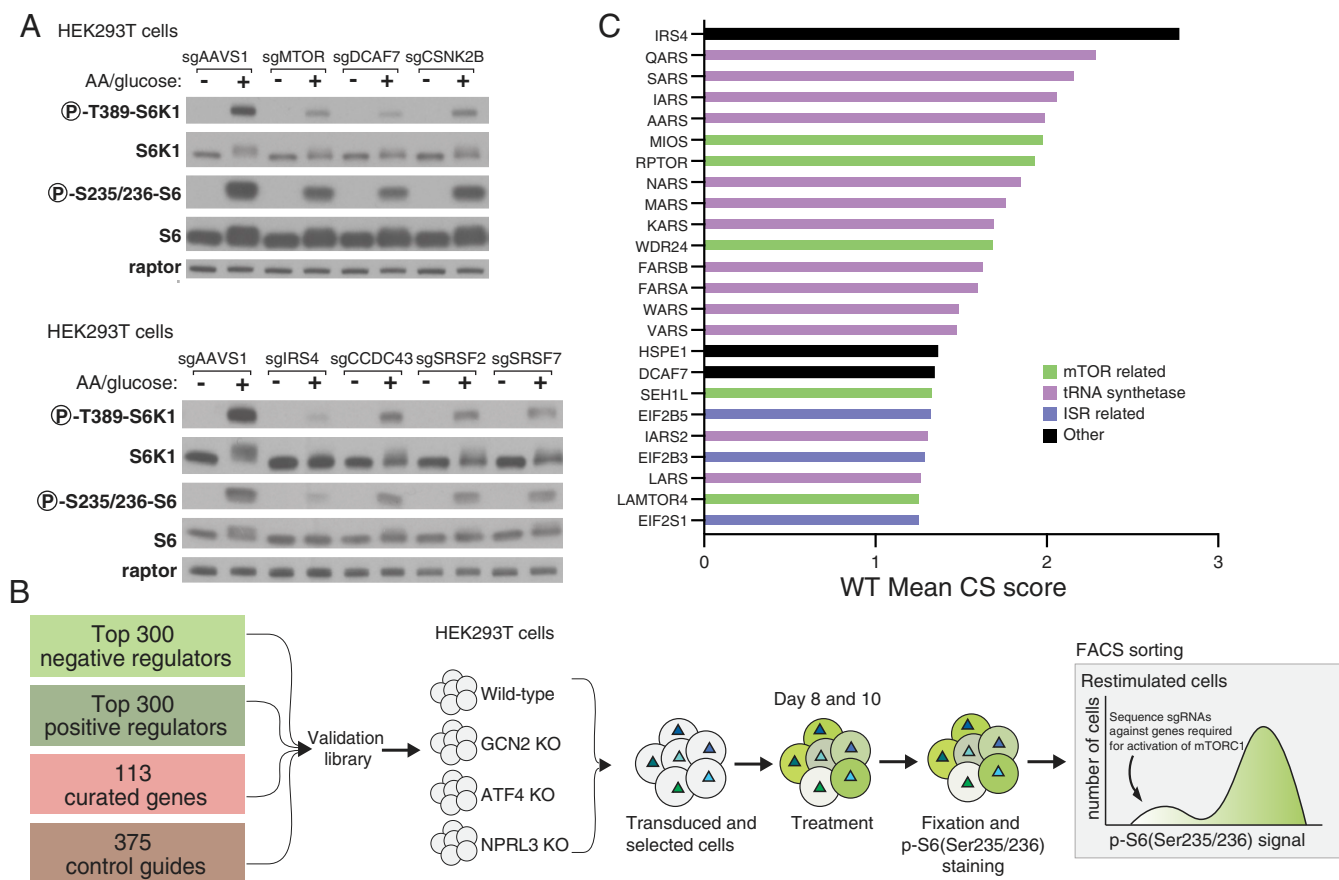 A
HEK293T cells
sgAAVS1 sgMTOR sgDCAF7 sgCSNK2B
AA/glucose: - + - + - + - +
Ⓟ-T389-S6K1
S6K1
Ⓟ-S235/236-S6
S6
raptor
HEK293T cells
sgAAVS1 sgIRS4 sgCCDC43 sgSRSF2 sgSRSF7
AA/glucose: - + - + - + - + - +
Ⓟ-T389-S6K1
S6K1
Ⓟ-S235/236-S6
S6
raptor
C
IRS4
QARS
SARS
IARS
AARS
MIOS
RPTOR
NARS
MARS
KARS
WDR24
FARSB
FARSA
WARS
VARS
HSPE1
DCAF7
SEH1L
EIF2B5
IARS2
EIF2B3
LARS
LAMTOR4
EIF2S1
mTOR related
tRNA synthetase
ISR related
Other
0 1 2 3
WT Mean CS score
B
Top 300
negative regulators
Top 300
positive regulators
113
curated genes
375
control guides
Validation
library
HEK293T cells
Wild-type
GCN2 KO
ATF4 KO
NPRL3 KO
Transduced and
selected cells
Day 8 and 10
Treatment
Fixation and
p-S6(Ser235/236)
staining
FACS sorting
Restimulated cells
Sequence sgRNAs
against genes required
for activation of mTORC1
number of cells
p-S6(Ser235/236) signal